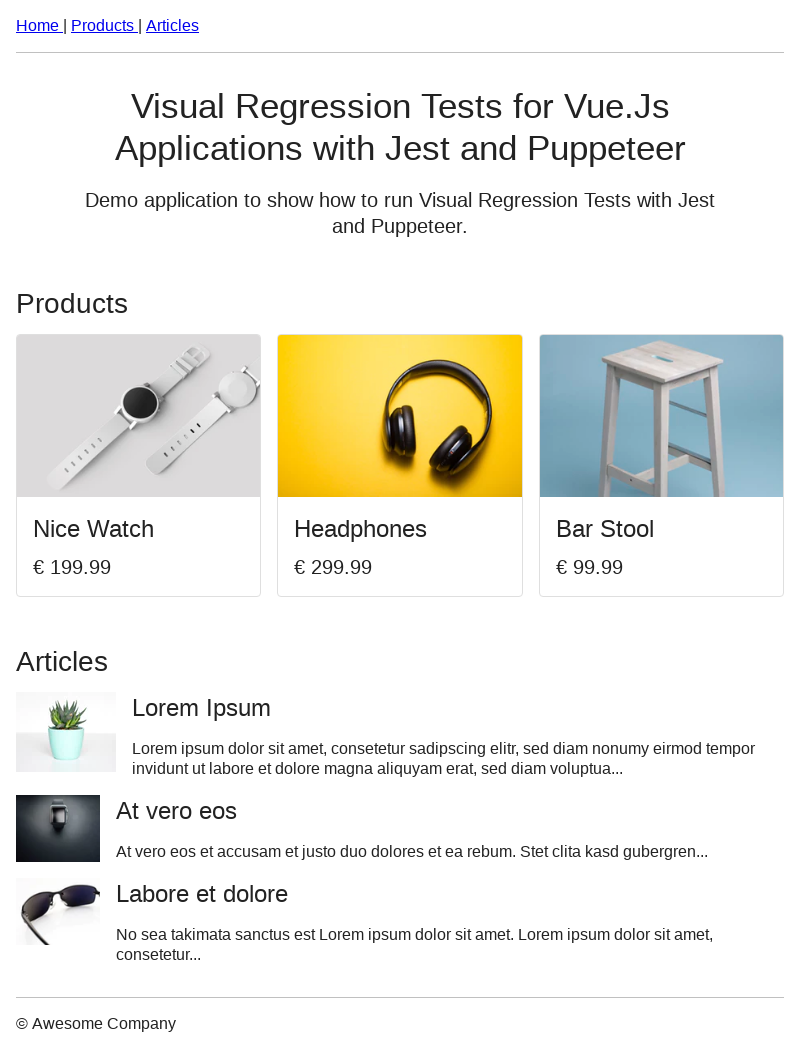 Home | Products | Articles
Visual Regression Tests for Vue.Js
Applications with Jest and Puppeteer
Demo application to show how to run Visual Regression Tests with Jest
and Puppeteer.
Products
Nice Watch
€ 199.99
Headphones
€ 299.99
Bar Stool
€ 99.99
Articles
Lorem Ipsum
Lorem ipsum dolor sit amet, consetetur sadipscing elitr, sed diam nonumy eirmod tempor
invidunt ut labore et dolore magna aliquyam erat, sed diam voluptua...
At vero eos
At vero eos et accusam et justo duo dolores et ea rebum. Stet clita kasd gubergren...
Labore et dolore
No sea takimata sanctus est Lorem ipsum dolor sit amet. Lorem ipsum dolor sit amet,
consetetur...
© Awesome Company